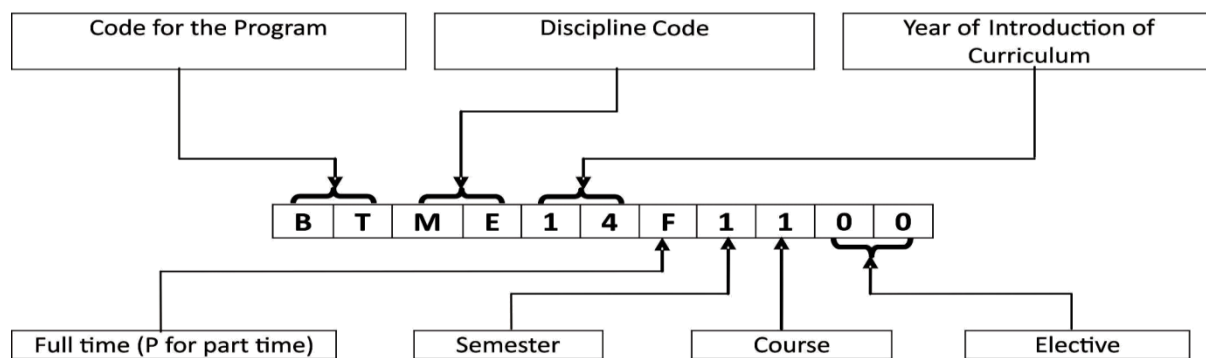 Code for the Program
Discipline Code
Year of Introduction of
Curriculum
B T M E 1 4 F 1 1 0 0
Full time (P for part time)
Semester
Course
Elective